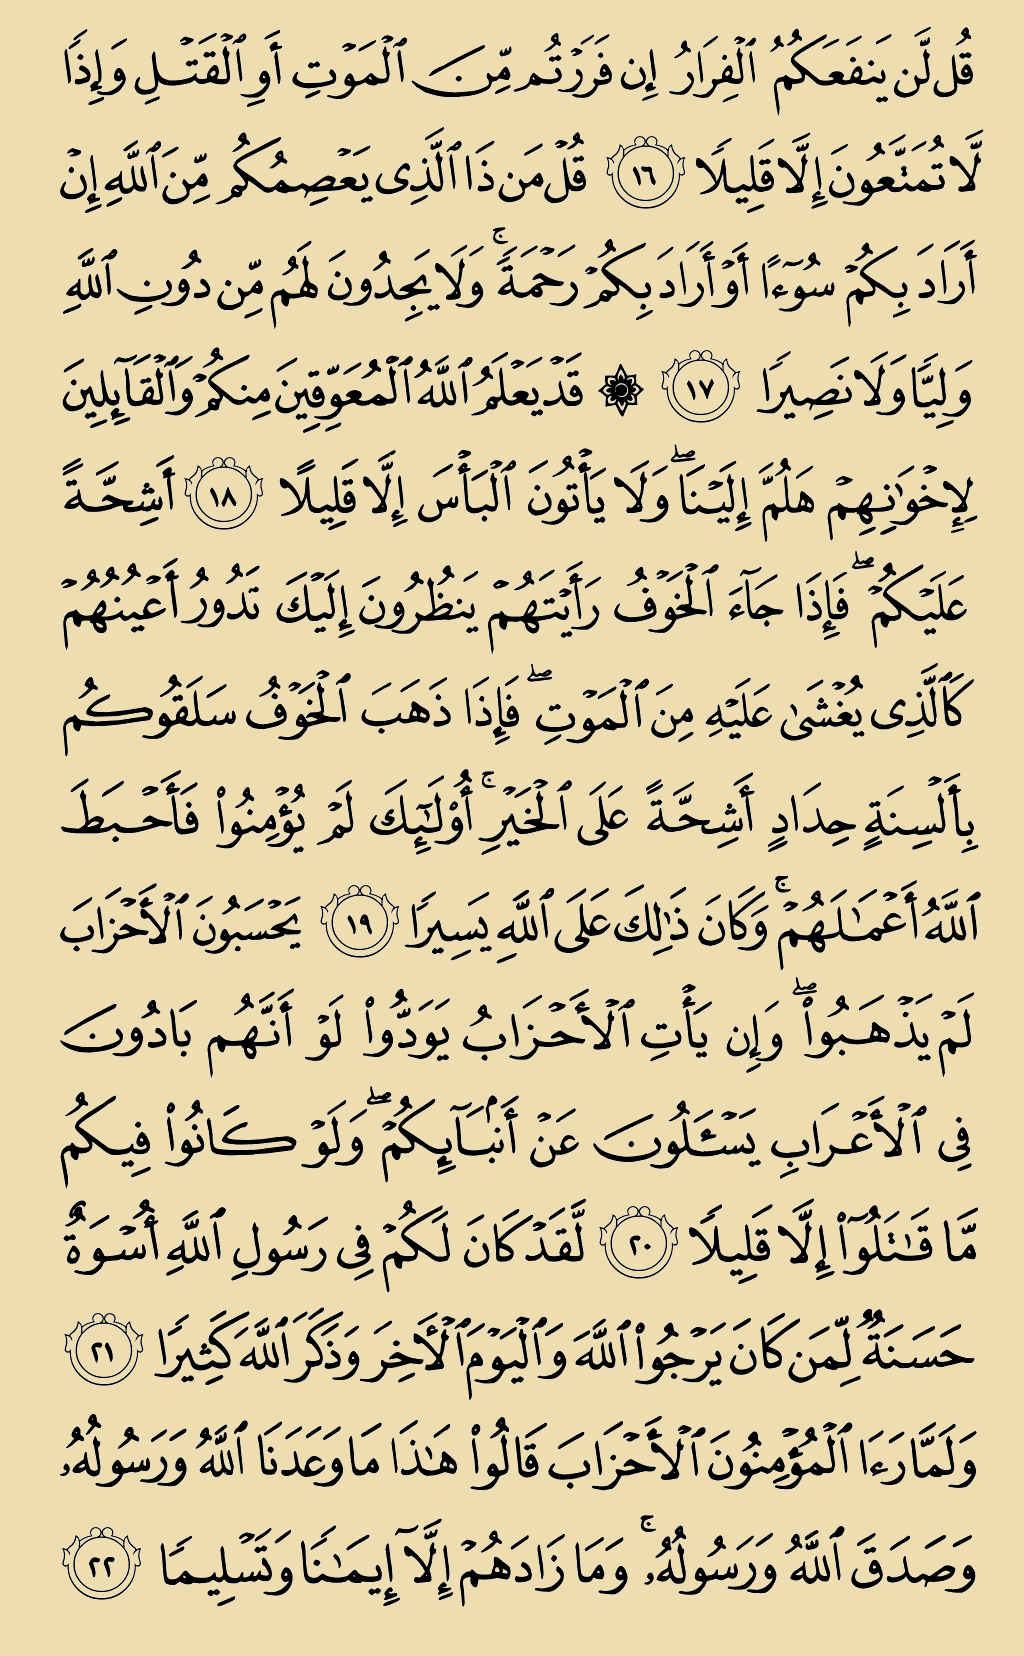 قُل لَّن يَنفَعَكُمُ ٱلْفِرَارُ إِن فَرَرْتُم مِّنَ ٱلْمَوْتِ أَوِ ٱلْقَتْلِ وَإِذًا
لَّا تُمَتَّعُونَ إِلَّا قَلِيلًا ١٦ قُلْ مَن ذَا ٱلَّذِى يَعْصِمُكُم مِّنَ ٱللَّهِ إِنْ
أَرَادَ بِكُمْ سُوٓءًا أَوْ أَرَادَ بِكُمْ رَحْمَةً ۚ وَلَا يَجِدُونَ لَهُم مِّن دُونِ ٱللَّهِ
وَلِيًّا وَلَا نَصِيرًا ١٧ ۞ قَدْ يَعْلَمُ ٱللَّهُ ٱلْمُعَوِّقِينَ مِنكُمْ وَٱلْقَآئِلِينَ
لِإِخْوَٰنِهِمْ هَلُمَّ إِلَيْنَا ۖ وَلَا يَأْتُونَ ٱلْبَأْسَ إِلَّا قَلِيلًا ١٨ أَشِحَّةً
عَلَيْكُمْ ۖ فَإِذَا جَآءَ ٱلْخَوْفُ رَأَيْتَهُمْ يَنظُرُونَ إِلَيْكَ تَدُورُ أَعْيُنُهُمْ
كَٱلَّذِى يُغْشَىٰ عَلَيْهِ مِنَ ٱلْمَوْتِ ۖ فَإِذَا ذَهَبَ ٱلْخَوْفُ سَلَقُوكُم
بِأَلْسِنَةٍ حِدَادٍ أَشِحَّةً عَلَى ٱلْخَيْرِ ۚ أُو۟لَـٰٓئِكَ لَمْ يُؤْمِنُوا۟ فَأَحْبَطَ
ٱللَّهُ أَعْمَـٰلَهُمْ ۚ وَكَانَ ذَٰلِكَ عَلَى ٱللَّهِ يَسِيرًا ١٩ يَحْسَبُونَ ٱلْأَحْزَابَ
لَمْ يَذْهَبُوا۟ ۖ وَإِن يَأْتِ ٱلْأَحْزَابُ يَوَدُّوا۟ لَوْ أَنَّهُم بَادُونَ
فِى ٱلْأَعْرَابِ يَسْـَٔلُونَ عَنْ أَنۢبَآئِكُمْ ۖ وَلَوْ كَانُوا۟ فِيكُم
مَّا قَـٰتَلُوٓا۟ إِلَّا قَلِيلًا ٢٠ لَّقَدْ كَانَ لَكُمْ فِى رَسُولِ ٱللَّهِ أُسْوَةٌ
حَسَنَةٌ لِّمَن كَانَ يَرْجُوا۟ ٱللَّهَ وَٱلْيَوْمَ ٱلْـَٔاخِرَ وَذَكَرَ ٱللَّهَ كَثِيرًا ٢١
وَلَمَّا رَءَا ٱلْمُؤْمِنُونَ ٱلْأَحْزَابَ قَالُوا۟ هَـٰذَا مَا وَعَدَنَا ٱللَّهُ وَرَسُولُهُۥ
وَصَدَقَ ٱللَّهُ وَرَسُولُهُۥ ۚ وَمَا زَادَهُمْ إِلَّآ إِيمَـٰنًا وَتَسْلِيمًا ٢٢